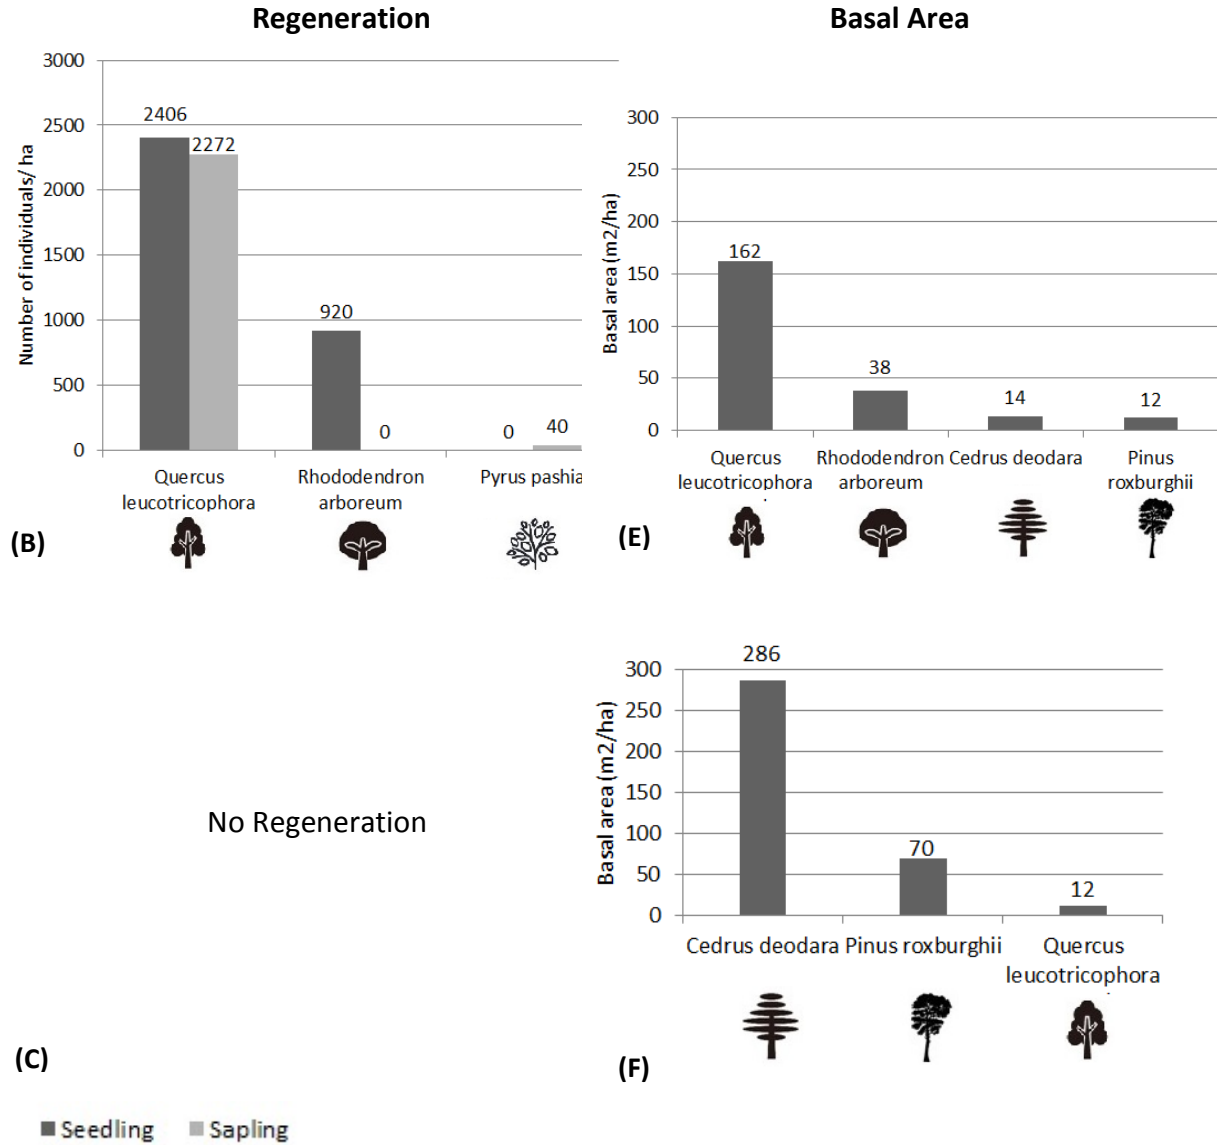 Regeneration
Basal Area
3000
2500
2000
1500
1000
500
0
Number of individuals/ ha
2406
2272
920
0
0
40
Quercus
leucotricophora
Rhododendron
arboreum
Pyrus pashia
(B)
300
250
200
150
100
50
0
Basal area (m2/ha)
162
38
14
12
Quercus
leucotricophora
Rhododendron
arboreum
Cedrus deodara
Pinus
roxburghii
(E)
No Regeneration
(C)
300
250
200
150
100
50
0
Basal area (m2/ha)
286
70
12
Cedrus deodara
Pinus roxburghii
Quercus
leucotricophora
(F)
Seedling
Sapling